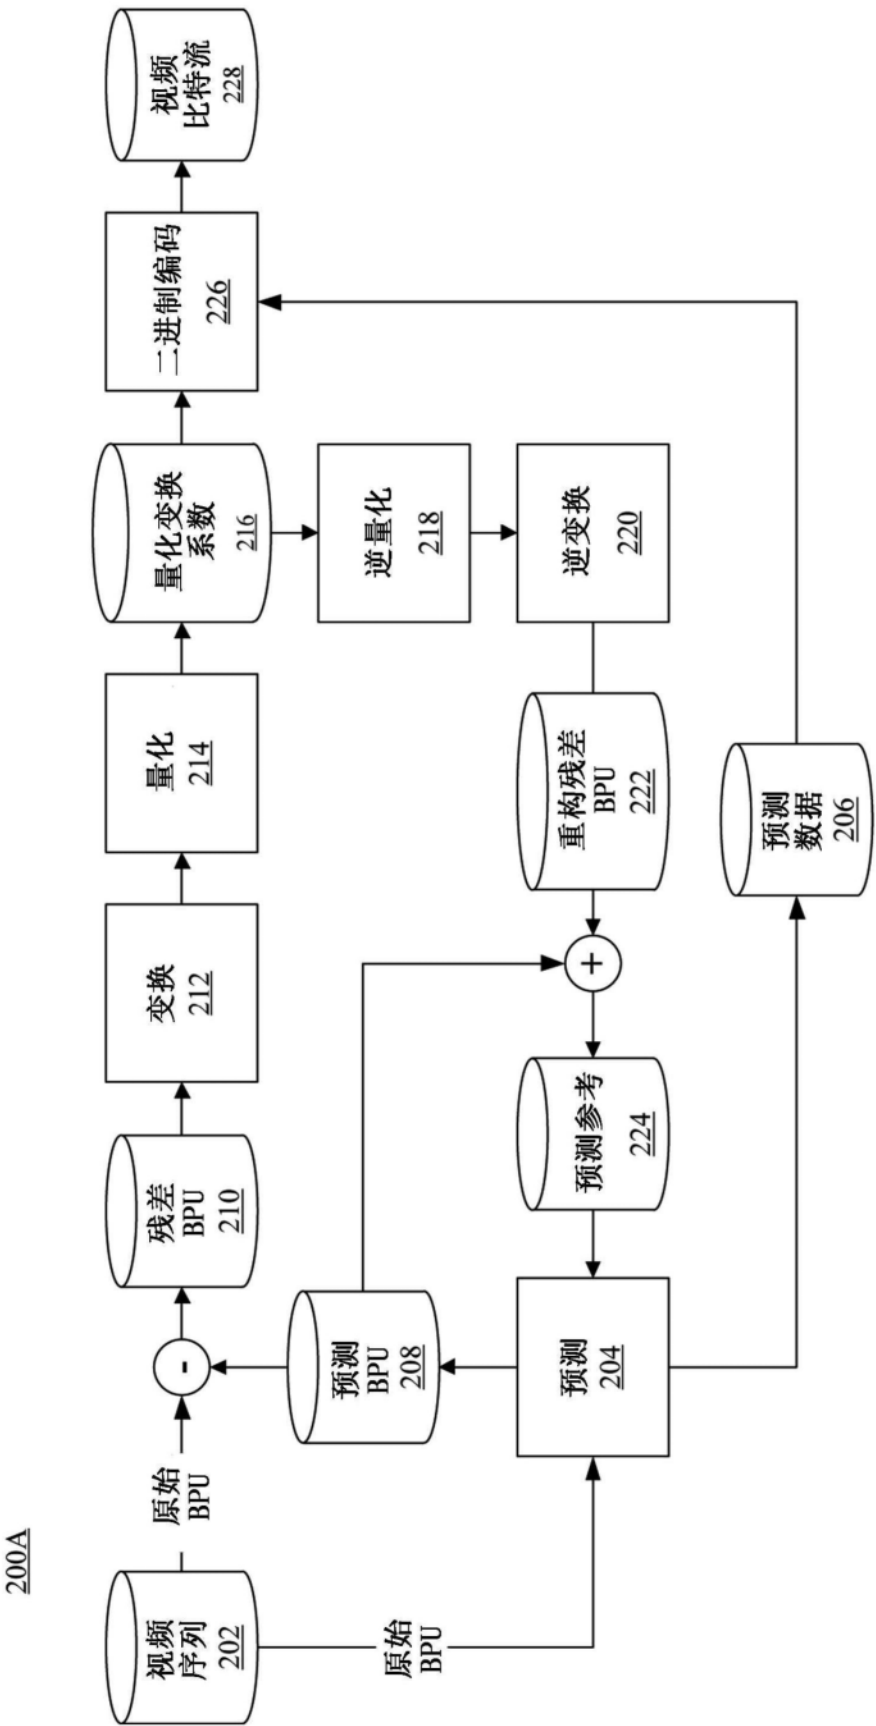 200A
视频
序列
202
原始
BPU
残差
BPU
210
变换
212
量化
214
量化变换
系数
216
二进制编码
226
视频
比特流
228
-
预测
BPU
208
逆量化
218
原始
BPU
预测
204
预测参考
224
+
重构残差
BPU
222
逆变换
220
预测
数据
206